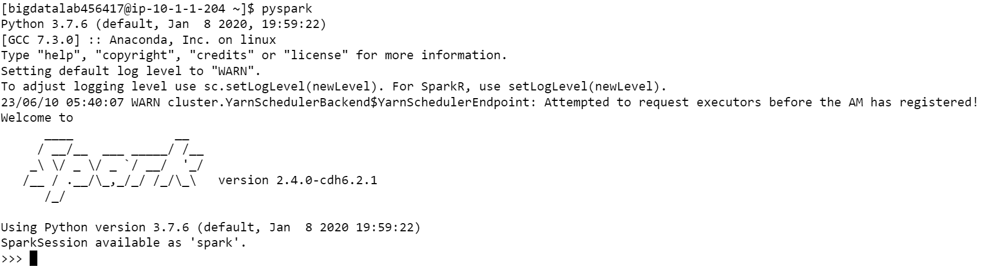 [bigdatalab456417@ip-10-1-1-204 ~]$ pyspark
Python 3.7.6 (default, Jan  8 2020, 19:59:22)
[GCC 7.3.0] :: Anaconda, Inc. on linux
Type "help", "copyright", "credits" or "license" for more information.
Setting default log level to "WARN".
To adjust logging level use sc.setLogLevel(newLevel). For SparkR, use setLogLevel(newLevel).
23/06/10 05:40:07 WARN cluster.YarnSchedulerBackend$YarnSchedulerEndpoint: Attempted to request executors before the AM has registered!
Welcome to
      ____              __
     / __/__  ___ _____/ /__
    _\ \/ _ \/ _ `/ __/  '_/
   /__ / .__/\_,_/_/ /_/\_\   version 2.4.0-cdh6.2.1
      /_/
Using Python version 3.7.6 (default, Jan  8 2020 19:59:22)
SparkSession available as 'spark'.
>>>